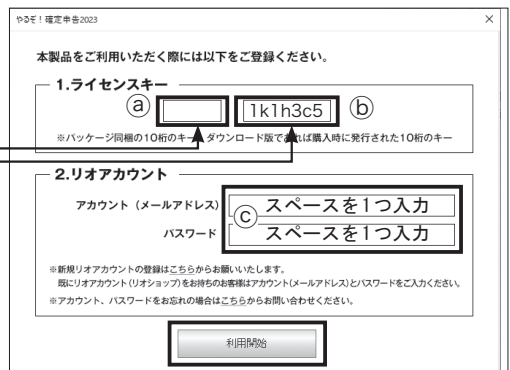 やるぞ！確定申告2023
本製品をご利用いただく際には以下をご登録ください。
1.ライセンスキー
ⓐ 1k1h3c5 ⓑ
※パッケージ同梱の10桁のキー ダウンロード版で れば購入時に発行された10桁のキー
2.リオアカウント
アカウント（メールアドレス） ⓒ スペースを1つ入力
パスワード スペースを1つ入力
※新規リオアカウントの登録はこちらからお願いいたします。
既にリオアカウント(リオショップ)をお持ちのお客様はアカウント(メールアドレス)とパスワードをご入力ください。
※アカウント、パスワードをお忘れの場合はこちらからお問い合わせください。
利用開始